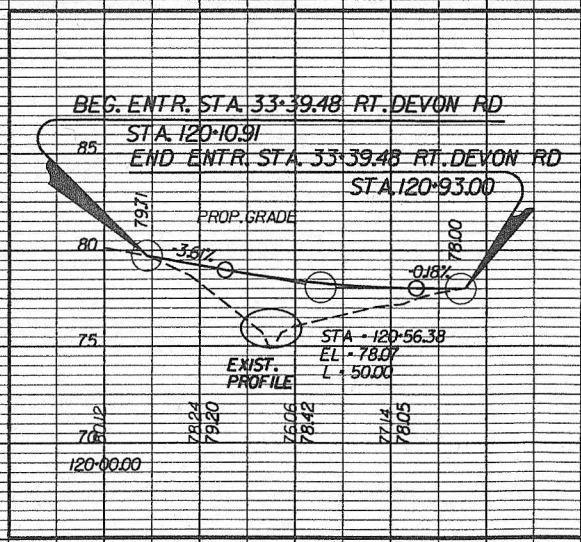 BEG. ENTR. STA. 33+39.48 RT. DEVON RD
STA. 120+10.91
85
END ENTR. STA. 33+39.48 RT. DEVON RD
STA. 120+93.00
79.71
PROP. GRADE
78.00
80
-3.61%
-0.18%
75
STA = 120+56.38
EL = 78.07
L = 50.00
EXIST.
PROFILE
70
80.12
78.24
79.20
76.06
78.42
77.14
78.05
120+00.00